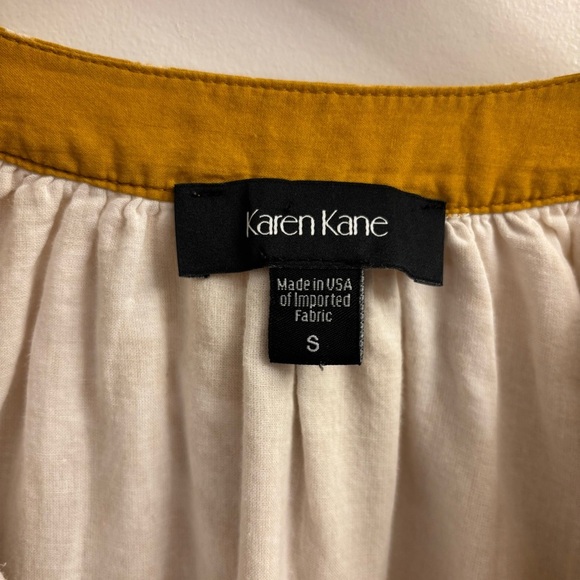 Karen Kane
Made in USA
of Imported
Fabric
S